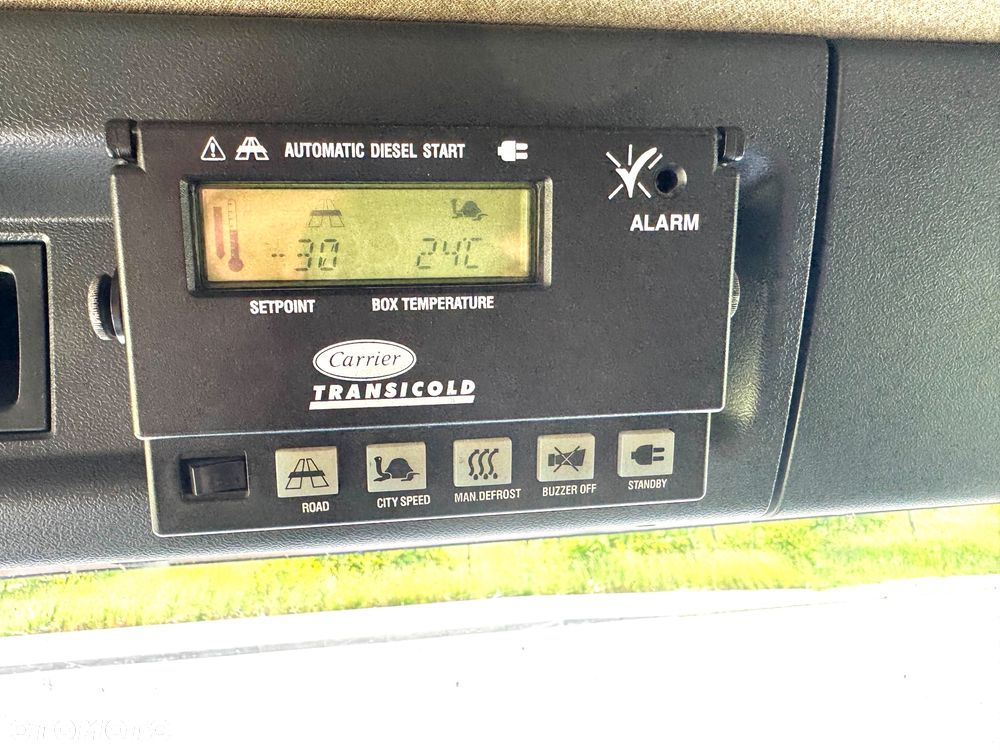 AUTOMATIC DIESEL START
ALARM
-30 24C
SETPOINT BOX TEMPERATURE
Carrier
TRANSICOLD
ROAD CITY SPEED MAN.DEFROST BUZZER OFF STANDBY
OTOMOTO